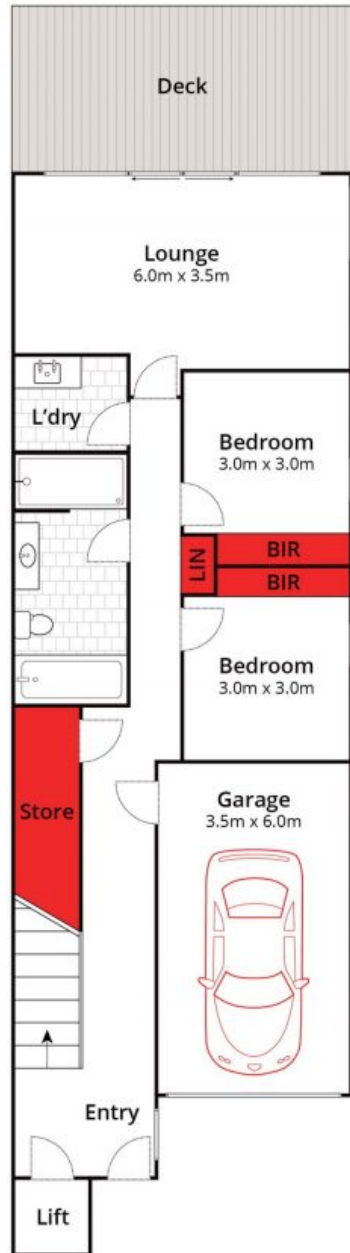 Deck
Lounge
6.0m x 3.5m
L'dry
Bedroom
3.0m x 3.0m
LIN
BIR
BIR
Bedroom
3.0m x 3.0m
Store
Garage
3.5m x 6.0m
Entry
Lift